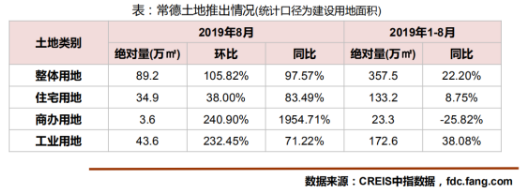 表：常德土地推出情况(统计口径为建设用地面积)
土地类别 2019年8月 2019年1-8月
绝对量(万㎡) 环比 同比 绝对量(万㎡) 同比
整体用地 89.2 105.82% 97.57% 357.5 22.20%
住宅用地 34.9 38.00% 83.49% 133.2 8.75%
商办用地 3.6 240.90% 1954.71% 23.3 -25.82%
工业用地 43.6 232.45% 71.22% 172.6 38.08%
数据来源：CREIS中指数据，fdc.fang.com